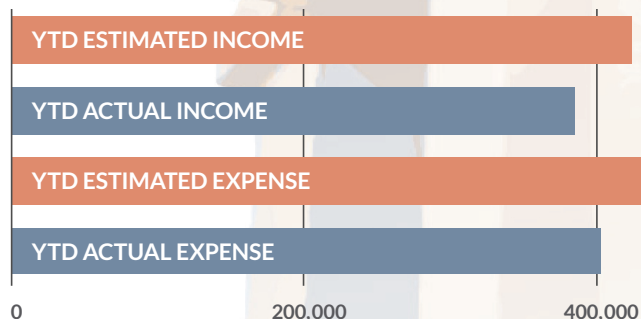 YTD ESTIMATED INCOME
YTD ACTUAL INCOME
YTD ESTIMATED EXPENSE
YTD ACTUAL EXPENSE
0 200,000 400,000